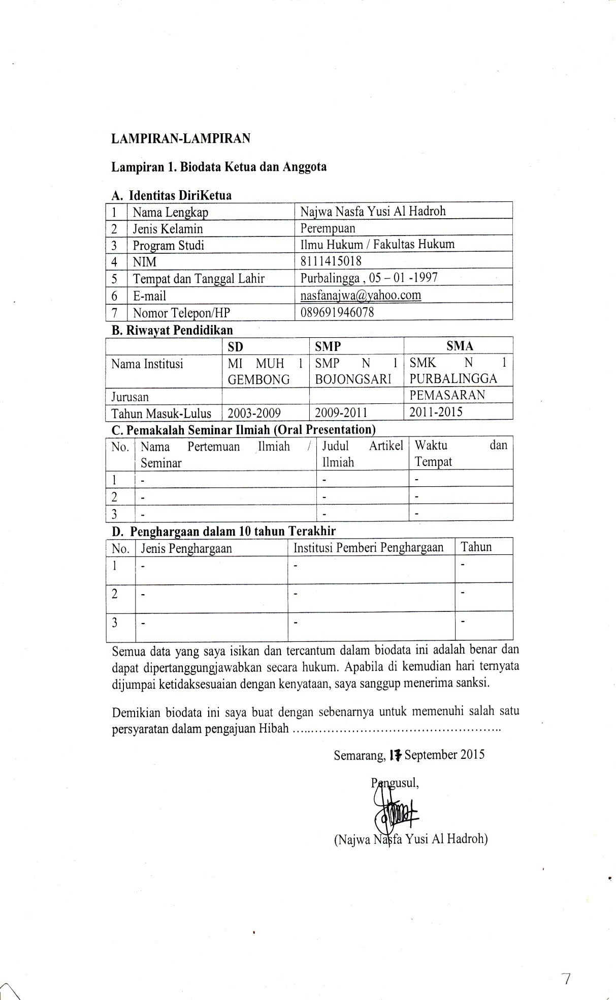 LAMPIRAN-LAMPIRAN
Lampiran 1. Biodata Ketua dan Anggota
A. Identitas DiriKetua
1 Nama Lengkap Najwa Nasfa Yusi Al Hadroh
2 Jenis Kelamin Perempuan
3 Program Studi Ilmu Hukum / Fakultas Hukum
4 NIM 8111415018
5 Tempat dan Tanggal Lahir Purbalingga , 05 – 01 -1997
6 E-mail nasfanajwa@yahoo.com
7 Nomor Telepon/HP 089691946078
B. Riwayat Pendidikan
SD SMP SMA
Nama Institusi MI MUH 1 SMP N 1 SMK N 1
GEMBONG BOJONGSARI PURBALINGGA
Jurusan PEMASARAN
Tahun Masuk-Lulus 2003-2009 2009-2011 2011-2015
C. Pemakalah Seminar Ilmiah (Oral Presentation)
No. Nama Pertemuan Ilmiah / Judul Artikel Waktu dan
Seminar Ilmiah Tempat
1 - - -
2 - - -
3 - - -
D. Penghargaan dalam 10 tahun Terakhir
No. Jenis Penghargaan Institusi Pemberi Penghargaan Tahun
1 - - -
2 - - -
3 - - -
Semua data yang saya isikan dan tercantum dalam biodata ini adalah benar dan
dapat dipertanggungjawabkan secara hukum. Apabila di kemudian hari ternyata
dijumpai ketidaksesuaian dengan kenyataan, saya sanggup menerima sanksi.
Demikian biodata ini saya buat dengan sebenarnya untuk memenuhi salah satu
persyaratan dalam pengajuan Hibah ………………………………………………..
Semarang, 17 September 2015
Pengusul,
(Najwa Nasfa Yusi Al Hadroh)
7